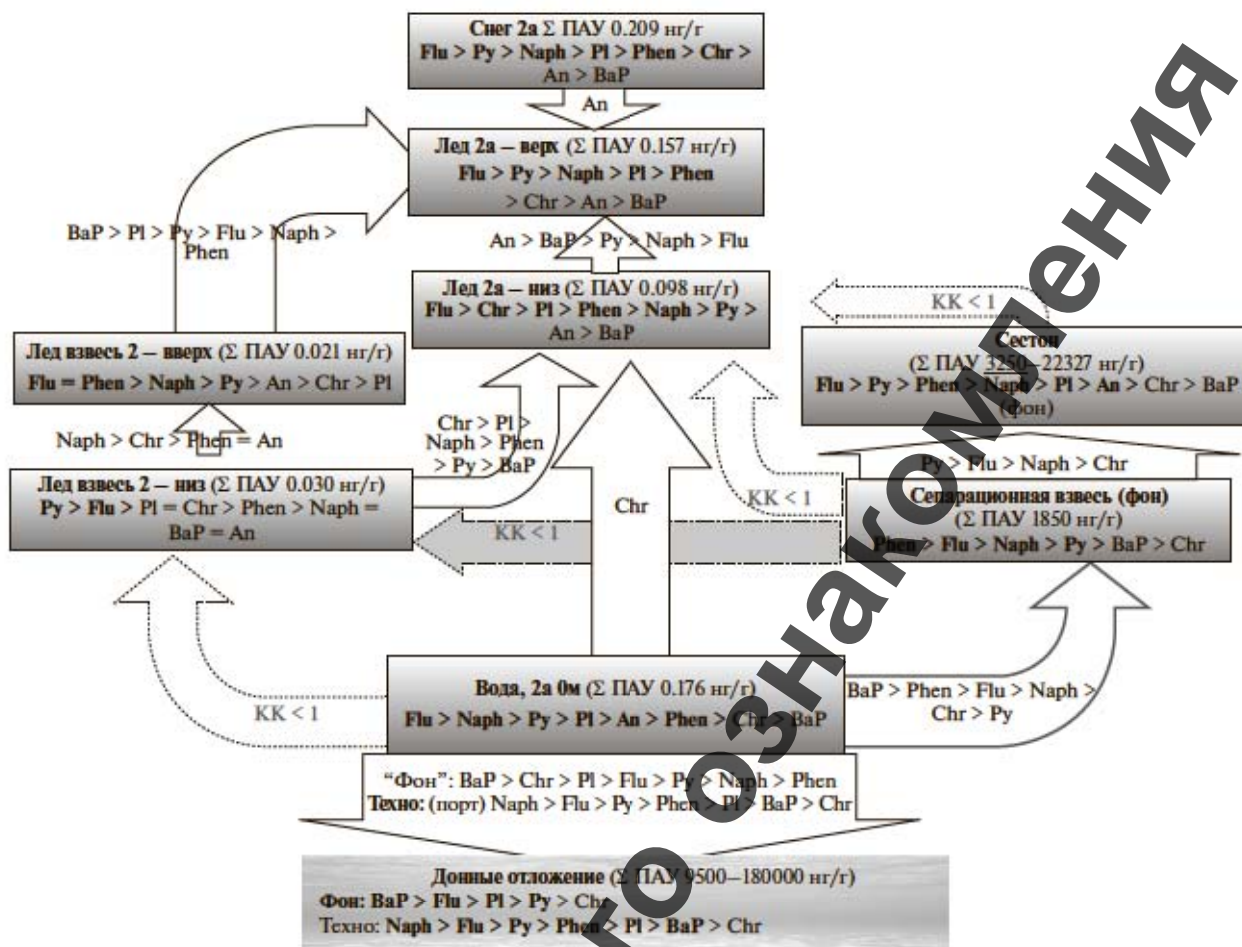 Снег 2а Σ ПАУ 0.209 нг/г
Flu > Py > Naph > Pl > Phen > Chr >
An > BaP
An
Лед 2а – верх (Σ ПАУ 0.157 нг/г)
Flu > Py > Naph > Pl > Phen
> Chr > An > BaP
BaP > Pl > Py > Flu > Naph >
Phen
An > BaP > Py > Naph > Flu
Лед 2а – низ (Σ ПАУ 0.098 нг/г)
Flu > Chr > Pl > Phen > Naph > Py >
An > BaP
КК < 1
Сестон
(Σ ПАУ 3250–22327 нг/г)
Flu > Py > Phen > Naph > Pl > An > Chr > BaP
(фон)
Лед взвесь 2 – вверх (Σ ПАУ 0.021 нг/г)
Flu = Phen > Naph > Py > An > Chr > Pl
Naph > Chr > Phen = An
Chr > Pl >
Naph > Phen
> Py > BaP
Py > Flu > Naph > Chr
Лед взвесь 2 – низ (Σ ПАУ 0.030 нг/г)
Py > Flu > Pl = Chr > Phen > Naph =
BaP = An
Chr
КК < 1
КК < 1
Сепарационная взвесь (фон)
(Σ ПАУ 1850 нг/г)
Phen > Flu > Naph > Py > BaP > Chr
КК < 1
Вода, 2а 0м (Σ ПАУ 0.176 нг/г)
Flu > Naph > Py > Pl > An > Phen > Chr > BaP
BaP > Phen > Flu > Naph >
Chr > Py
“Фон”: BaP > Chr > Pl > Flu > Py > Naph > Phen
Техно: (порт) Naph > Flu > Py > Phen > Pl > BaP > Chr
Донные отложение (Σ ПАУ 9500–180000 нг/г)
Фон: BaP > Flu > Pl > Py > Chr
Техно: Naph > Flu > Py > Phen > Pl > BaP > Chr
го ознакомления